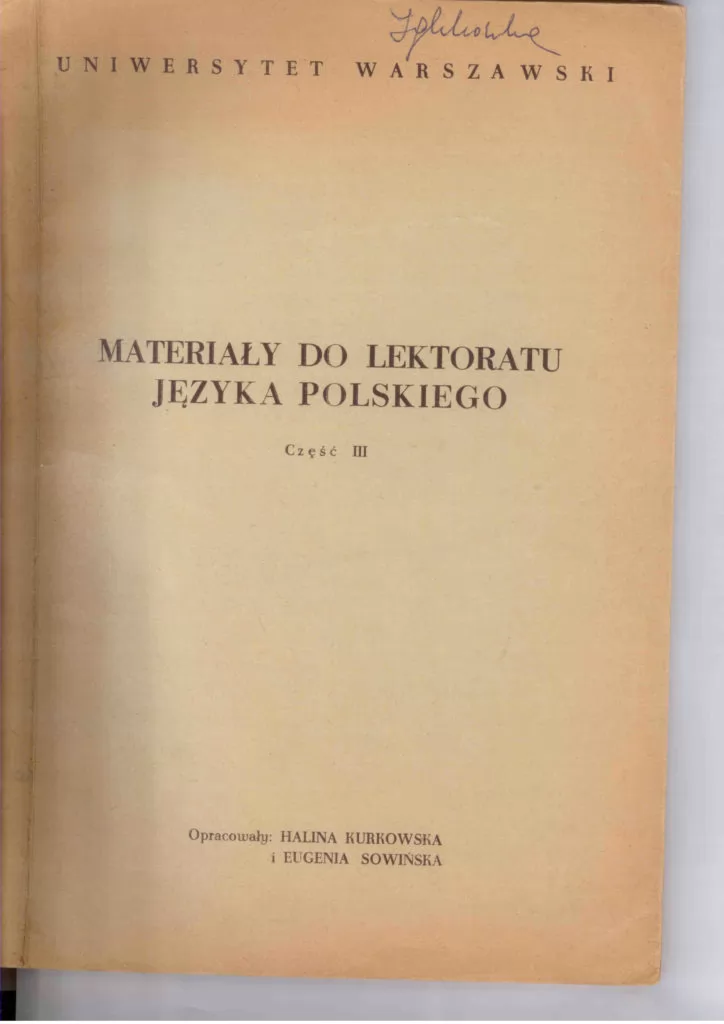 UNIWERSYTET WARSZAWSKI
MATERIAŁY DO LEKTORATU
JĘZYKA POLSKIEGO
Część III
Opracowały: HALINA KURKOWSKA
i EUGENIA SOWIŃSKA